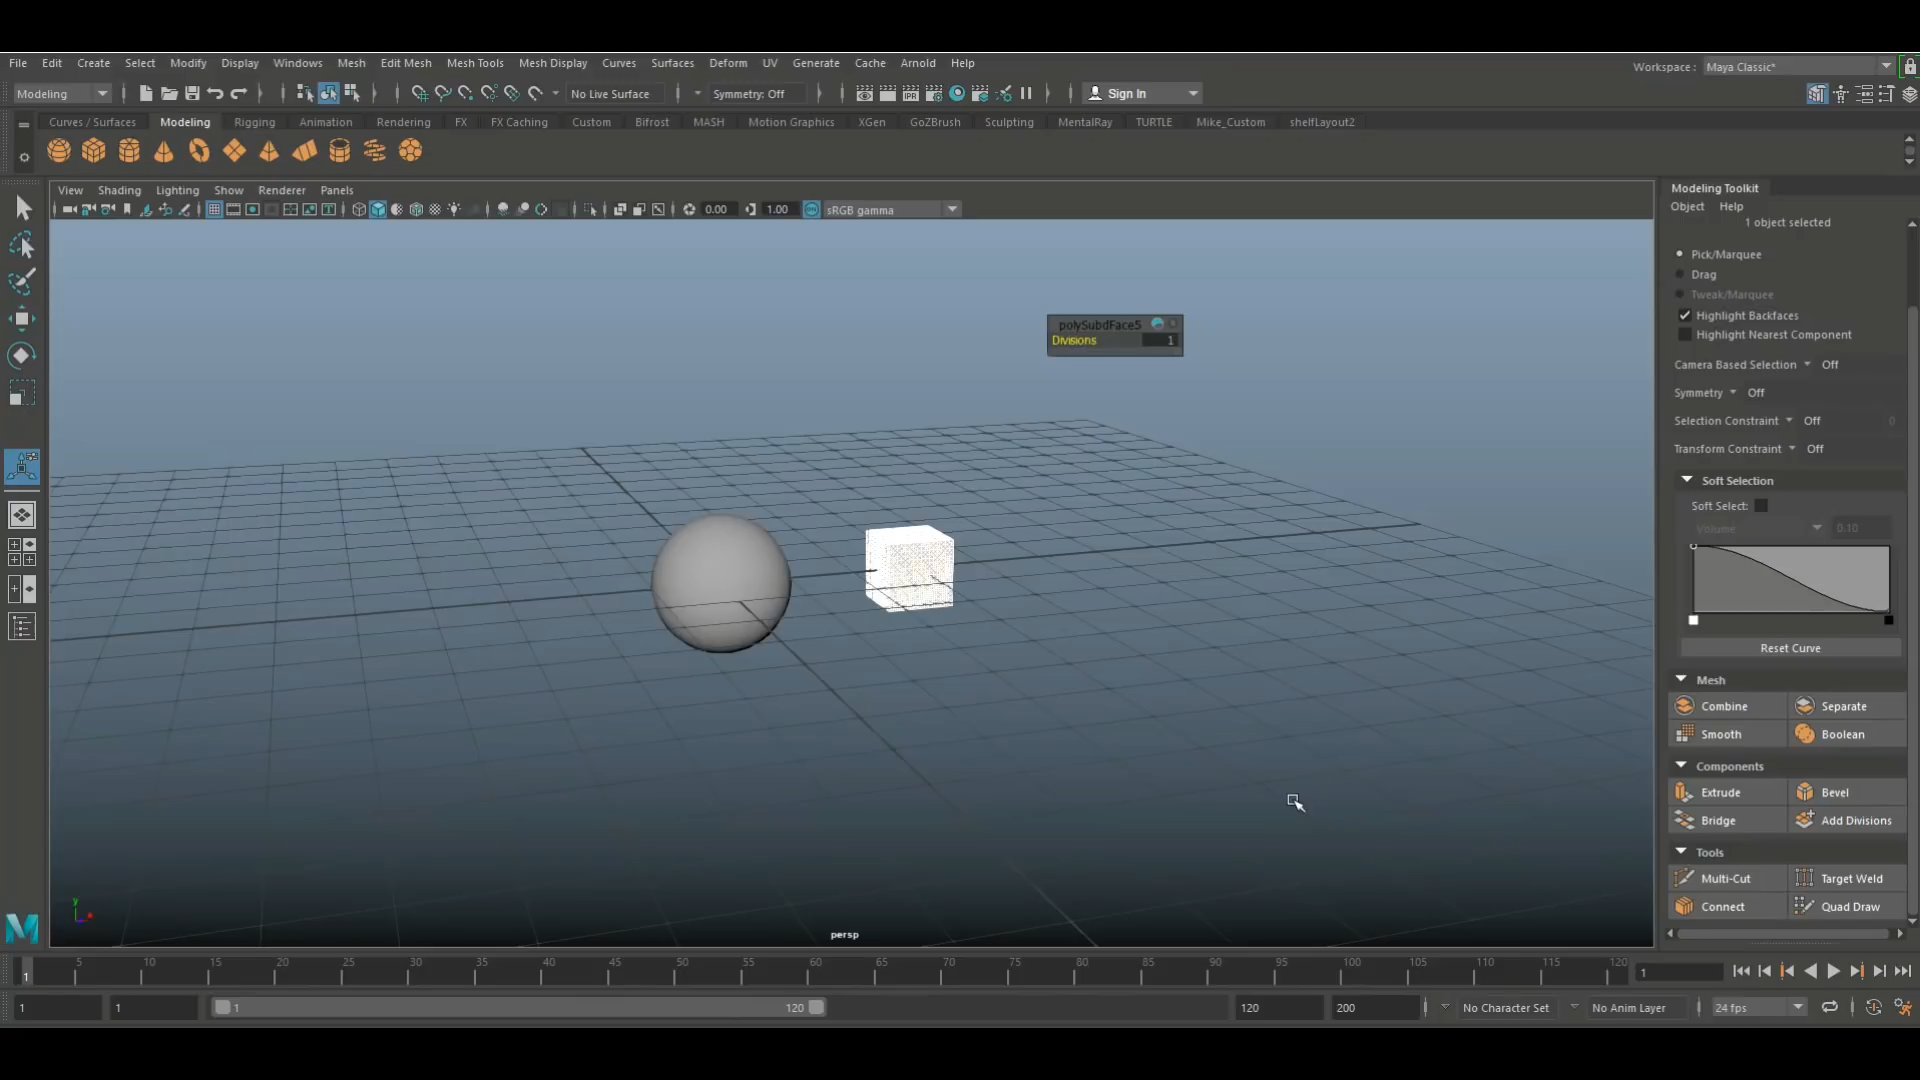 File Edit Create Select Modify Display Windows Mesh Edit Mesh Mesh Tools Mesh Display Curves Surfaces Deform UV Generate Cache Arnold Help
Workspace : Maya Classic*
Modeling No Live Surface Symmetry: Off IPR Sign In
Curves / Surfaces Modeling Rigging Animation Rendering FX FX Caching Custom Bifrost MASH Motion Graphics XGen GoZBrush Sculpting MentalRay TURTLE Mike_Custom shelfLayout2
View Shading Lighting Show Renderer Panels
0.00 1.00 sRGB gamma
Modeling Toolkit
Object Help
1 object selected
Pick/Marquee
Drag
Tweak/Marquee
Highlight Backfaces
Highlight Nearest Component
Camera Based Selection Off
Symmetry Off
Selection Constraint Off 0
Transform Constraint Off
Soft Selection
Soft Select:
Volume 0.10
Reset Curve
Mesh
Combine Separate
Smooth Boolean
Components
Extrude Bevel
Bridge Add Divisions
Tools
Multi-Cut Target Weld
Connect Quad Draw
polySubdFace5
Divisions 1
y
x
persp
1 5 10 15 20 25 30 35 40 45 50 55 60 65 70 75 80 85 90 95 100 105 110 115 120 1
1 1 1 120 120 200 No Character Set No Anim Layer 24 fps